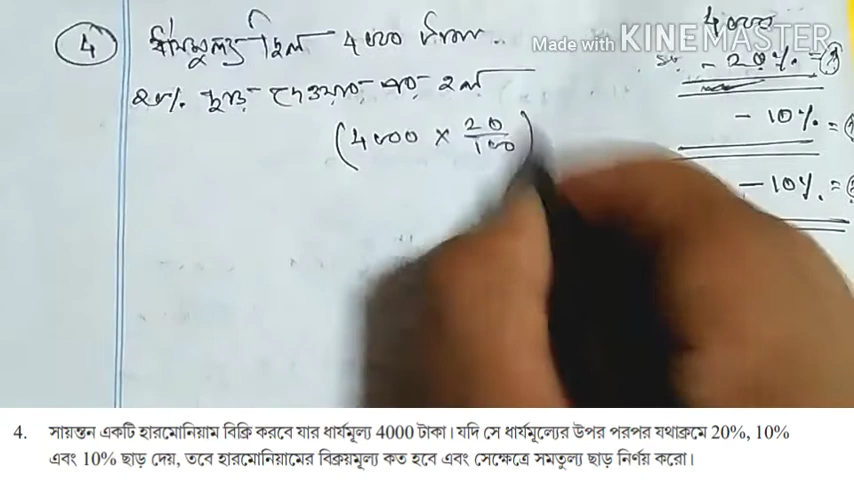 4 ধার্যমূল্য ছিল 4000 টাকা..
20% ছাড় দেওয়ার পর হল
(4000 × 20/100)
Made with KINEMASTER
4000
- 20% =
- 10% =
- 10% =
4. সায়ন্তন একটি হারমোনিয়াম বিক্রি করবে যার ধার্যমূল্য 4000 টাকা। যদি সে ধার্যমূল্যের উপর পরপর যথাক্রমে 20%, 10%
এবং 10% ছাড় দেয়, তবে হারমোনিয়ামের বিক্রয়মূল্য কত হবে এবং সেক্ষেত্রে সমতুল্য ছাড় নির্ণয় করো।